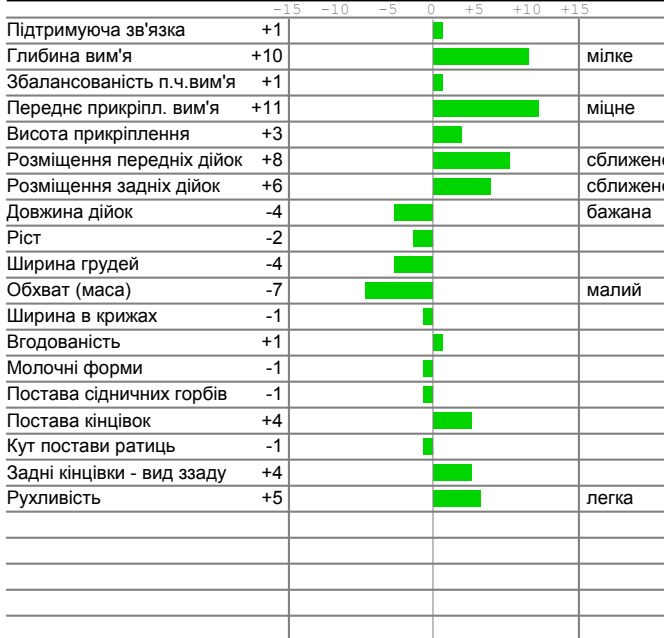 -15 -10 -5 0 +5 +10 +15
Підтримуюча зв'язка +1
Глибина вим'я +10 мілке
Збалансованість п.ч.вим'я +1
Переднє прикріпл. вим'я +11 міцне
Висота прикріплення +3
Розміщення передніх дійок +8 сближено
Розміщення задніх дійок +6 сближено
Довжина дійок -4 бажана
Ріст -2
Ширина грудей -4
Обхват (маса) -7 малий
Ширина в крижах -1
Вгодованість +1
Молочні форми -1
Постава сідничних горбів -1
Постава кінцівок +4
Кут постави ратиць -1
Задні кінцівки - вид ззаду +4
Рухливість +5 легка